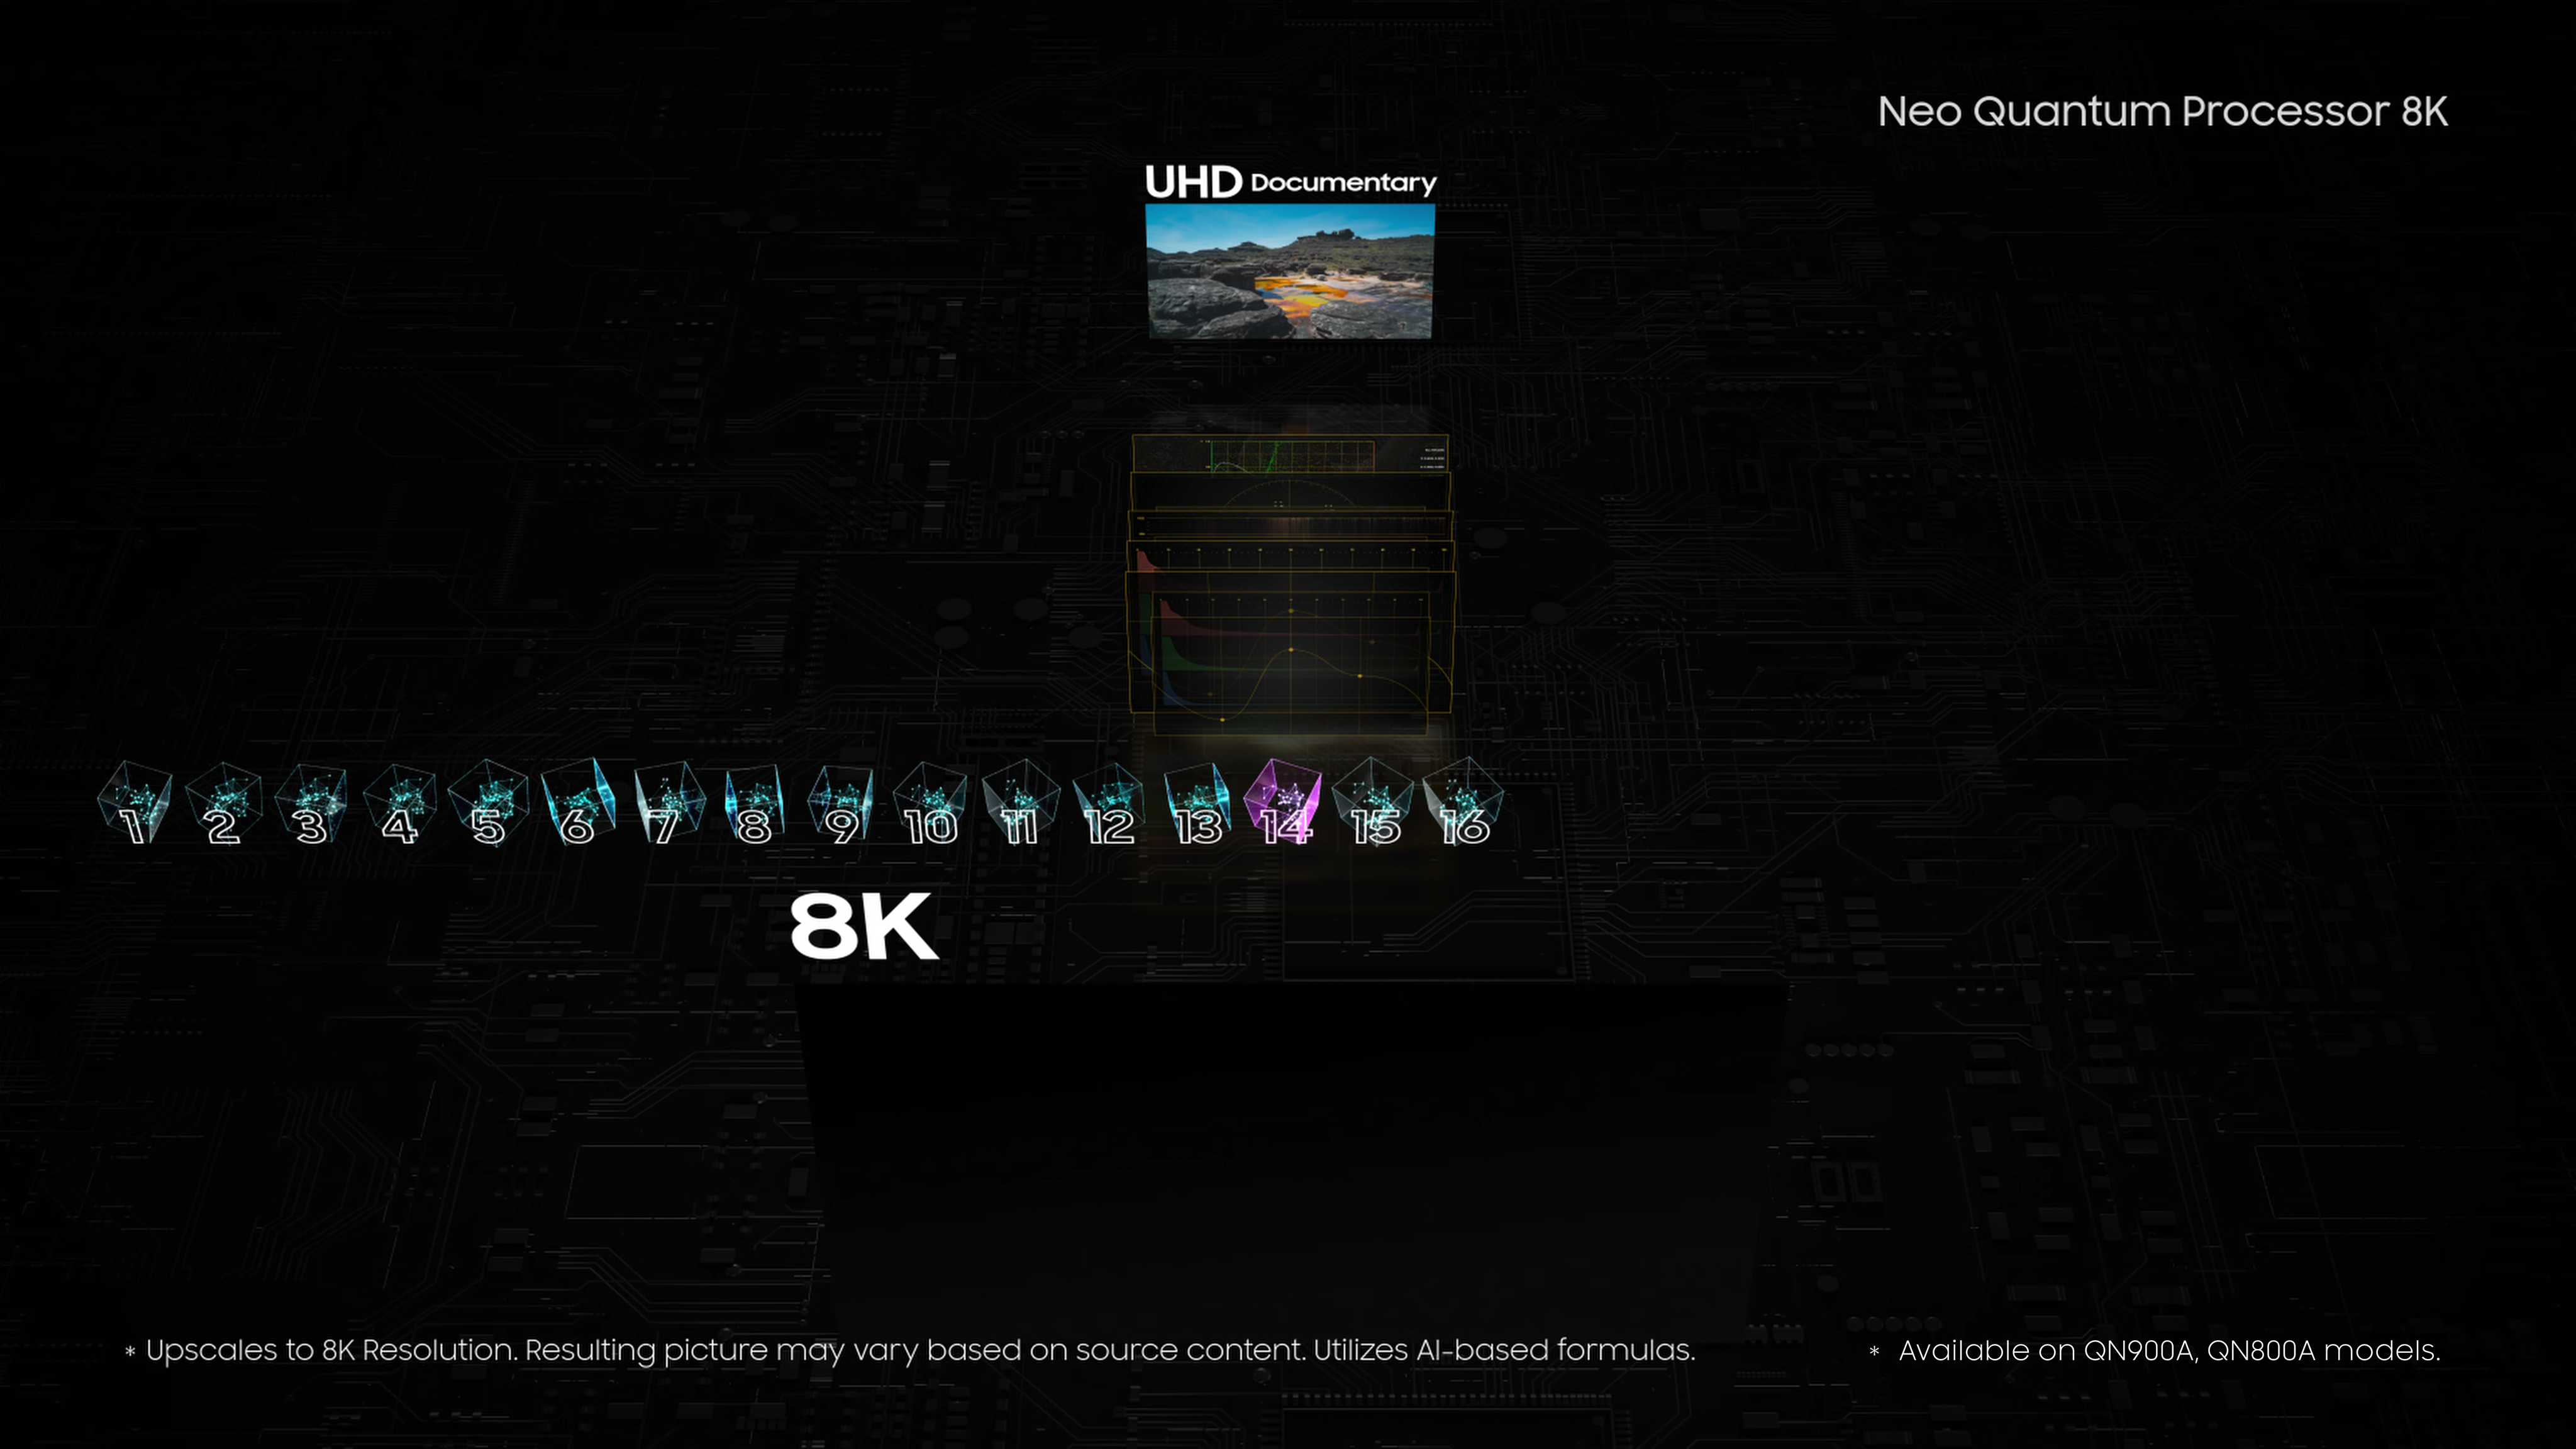 Neo Quantum Processor 8K
UHD Documentary
1 2 3 4 5 6 7 8 9 10 11 12 13 14 15 16
8K
* Upscales to 8K Resolution. Resulting picture may vary based on source content. Utilizes AI-based formulas.
* Available on QN900A, QN800A models.